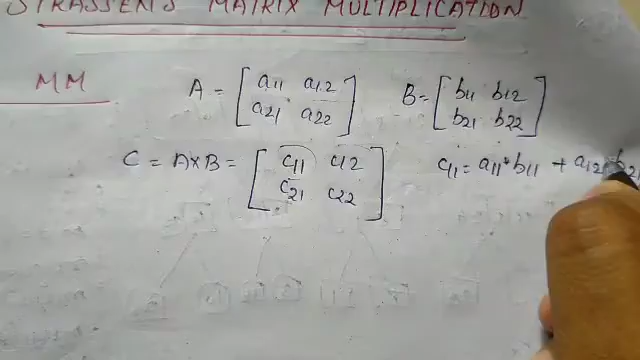 STRASSEN'S MATRIX MULTIPLICATION
MM
A = [ a11 a12
a21 a22 ]
B = [ b11 b12
b21 b22 ]
C = A×B = [ c11 c12
c21 c22 ]
c11 = a11*b11 + a12 b21